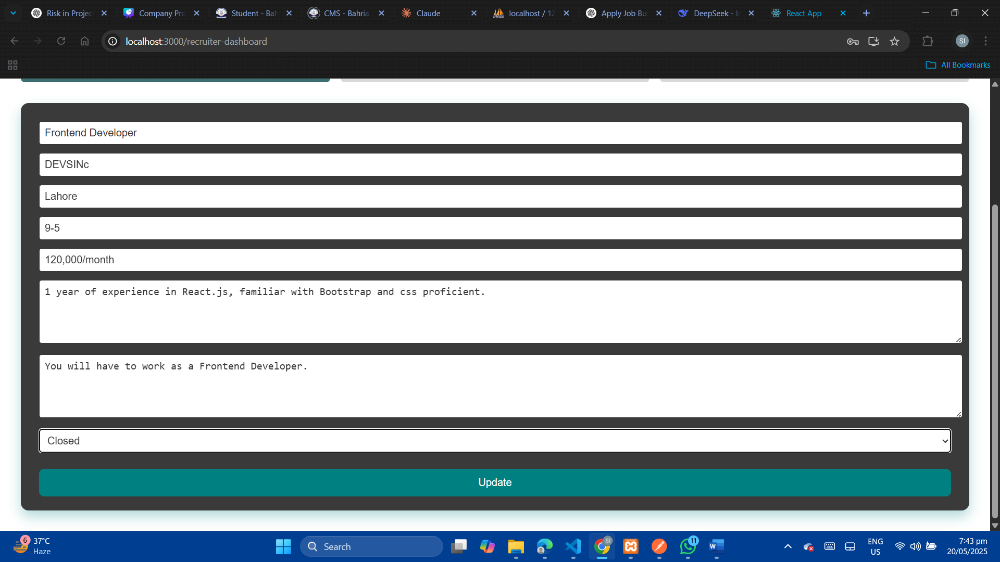 Risk in Projec
Company Pro
Student - Bah
CMS - Bahria
Claude
localhost / 12
Apply Job Bu
DeepSeek - In
React App
localhost:3000/recruiter-dashboard
SI
All Bookmarks
Frontend Developer
DEVSINc
Lahore
9-5
120,000/month
1 year of experience in React.js, familiar with Bootstrap and css proficient.
You will have to work as a Frontend Developer.
Closed
Update
6
37°C
Haze
Search
SI
11
W
ENG
US
7:43 pm
20/05/2025